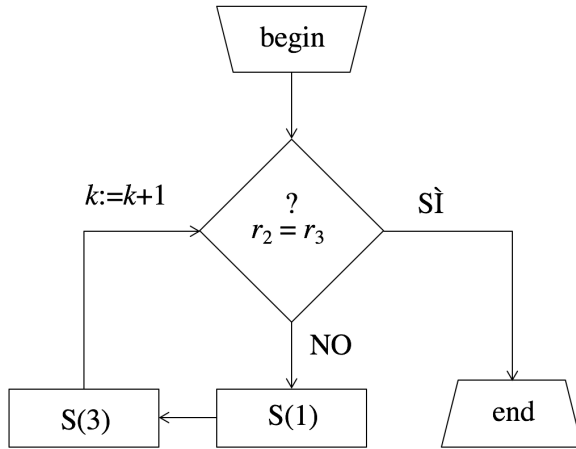 begin
k:=k+1
?
r₂ = r₃
SÌ
NO
S(3)
S(1)
end